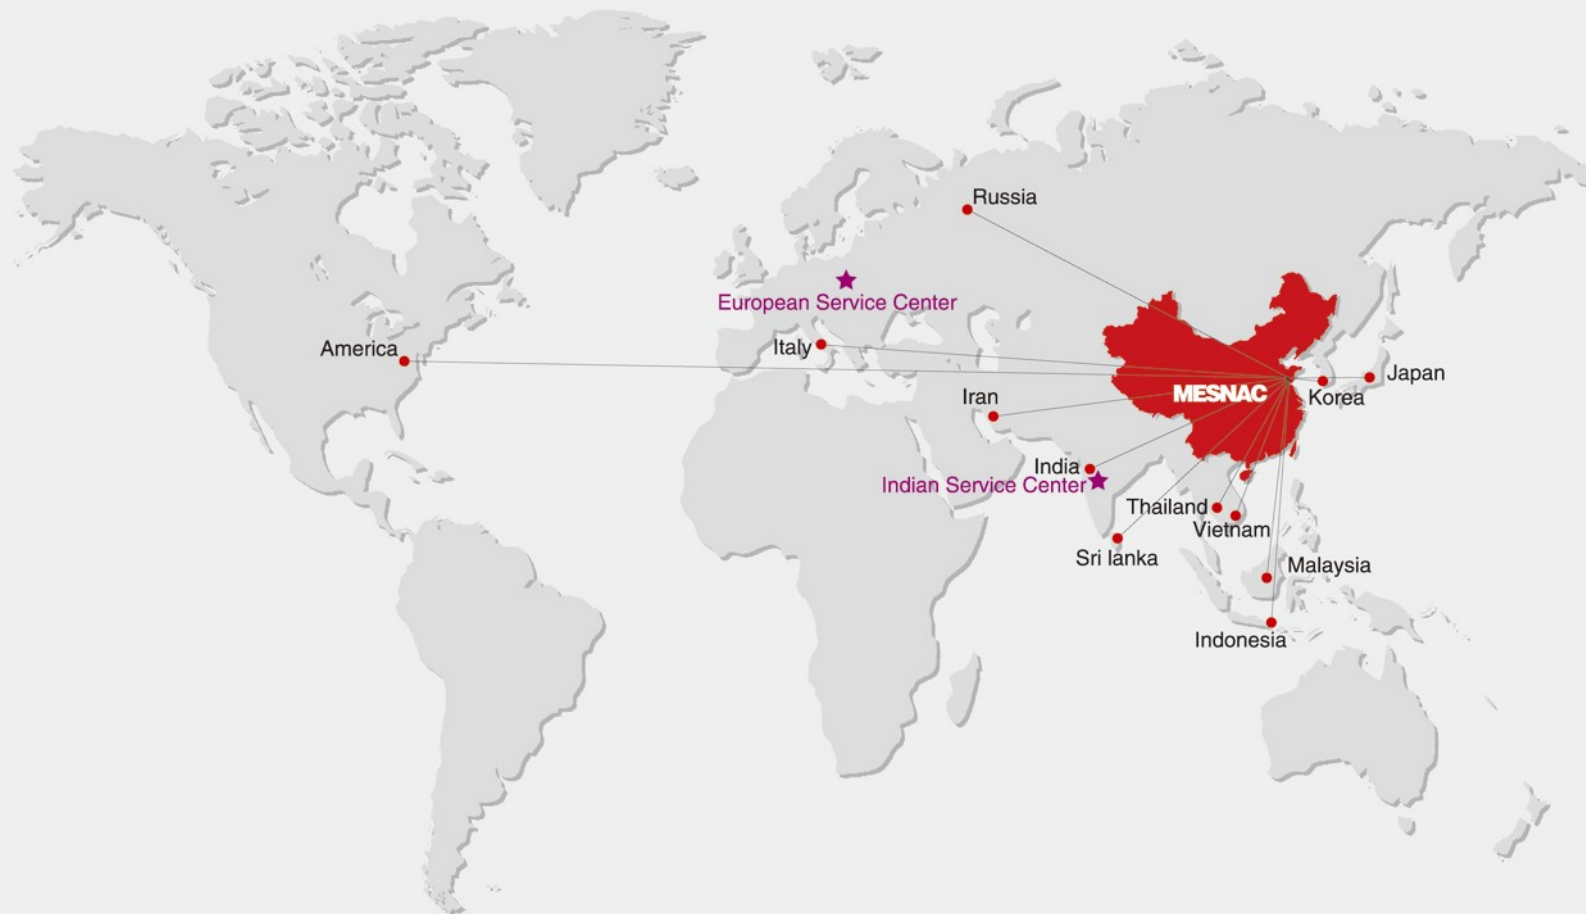 Russia
European Service Center
America
Italy
Japan
MESNAC
Korea
Iran
India
Indian Service Center
Thailand
Vietnam
Sri lanka
Malaysia
Indonesia